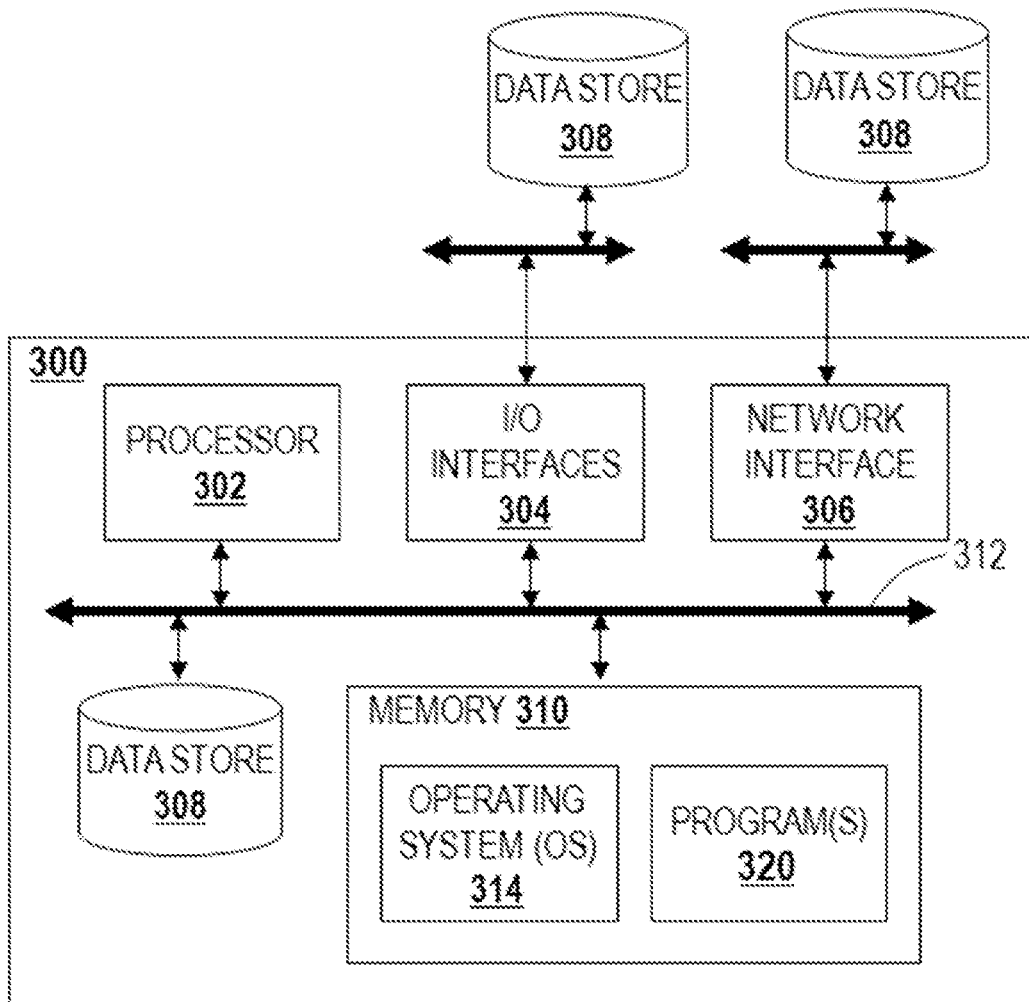 DATA STORE
308
DATA STORE
308
300
PROCESSOR
302
I/O
INTERFACES
304
NETWORK
INTERFACE
306
312
DATA STORE
308
MEMORY 310
OPERATING
SYSTEM (OS)
314
PROGRAM(S)
320